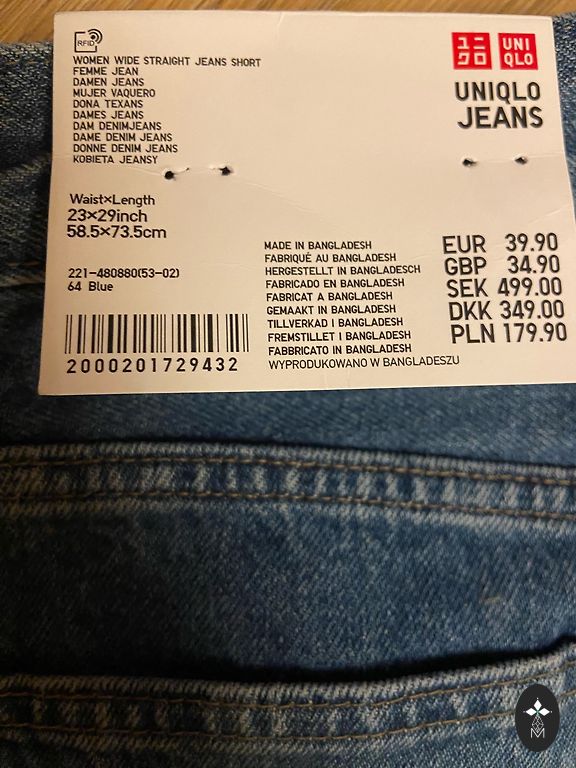 RFID
WOMEN WIDE STRAIGHT JEANS SHORT
FEMME JEAN
DAMEN JEANS
MUJER VAQUERO
DONA TEXANS
DAMES JEANS
DAM DENIMJEANS
DAME DENIM JEANS
DONNE DENIM JEANS
KOBIETA JEANSY
ユニ
クロ
UNI
QLO
UNIQLO
JEANS
Waist×Length
23×29inch
58.5×73.5cm
221-480880(53-02)
64 Blue
2000201729432
MADE IN BANGLADESH
FABRIQUÉ AU BANGLADESH
HERGESTELLT IN BANGLADESCH
FABRICADO EN BANGLADESH
FABRICAT A BANGLADESH
GEMAAKT IN BANGLADESH
TILLVERKAD I BANGLADESH
FREMSTILLET I BANGLADESH
FABBRICATO IN BANGLADESH
WYPRODUKOWANO W BANGLADESZU
EUR 39.90
GBP 34.90
SEK 499.00
DKK 349.00
PLN 179.90
M